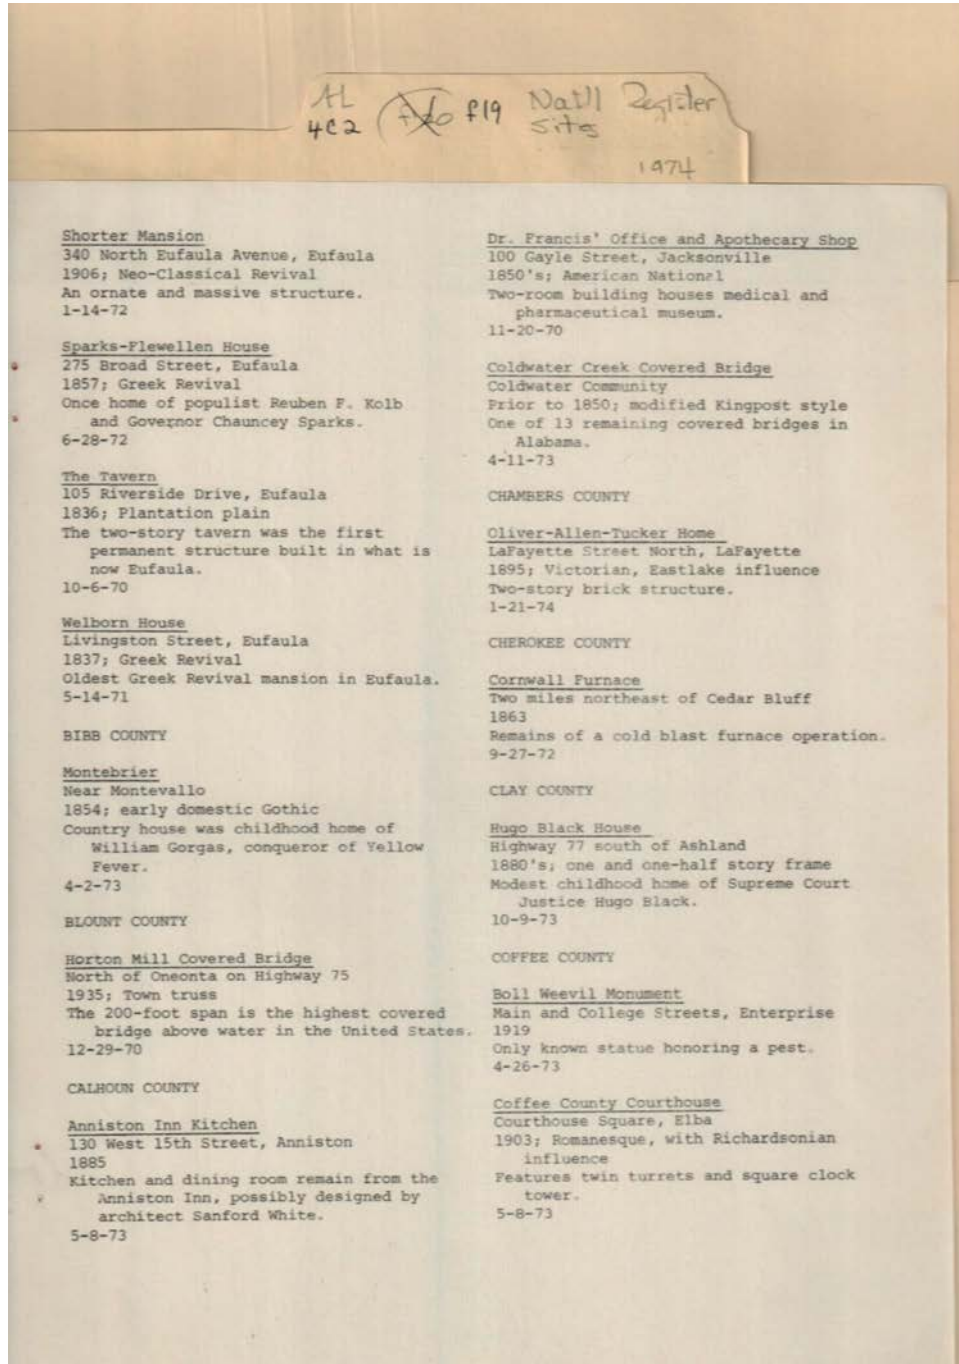 AL
4C2 f19 Nat'l Register
Sites
1974
Shorter Mansion
340 North Eufaula Avenue, Eufaula
1906; Neo-Classical Revival
An ornate and massive structure.
1-14-72
Sparks-Flewellen House
275 Broad Street, Eufaula
1857; Greek Revival
Once home of populist Reuben F. Kolb
and Governor Chauncey Sparks.
6-28-72
The Tavern
105 Riverside Drive, Eufaula
1836; Plantation plain
The two-story tavern was the first
permanent structure built in what is
now Eufaula.
10-6-70
Welborn House
Livingston Street, Eufaula
1837; Greek Revival
Oldest Greek Revival mansion in Eufaula.
5-14-71
BIBB COUNTY
Montebrier
Near Montevallo
1854; early domestic Gothic
Country house was childhood home of
William Gorgas, conqueror of Yellow
Fever.
4-2-73
BLOUNT COUNTY
Horton Mill Covered Bridge
North of Oneonta on Highway 75
1935; Town truss
The 200-foot span is the highest covered
bridge above water in the United States.
12-29-70
CALHOUN COUNTY
Anniston Inn Kitchen
130 West 15th Street, Anniston
1885
Kitchen and dining room remain from the
Anniston Inn, possibly designed by
architect Sanford White.
5-8-73
Dr. Francis' Office and Apothecary Shop
100 Gayle Street, Jacksonville
1850's; American National
Two-room building houses medical and
pharmaceutical museum.
11-20-70
Coldwater Creek Covered Bridge
Coldwater Community
Prior to 1850; modified Kingpost style
One of 13 remaining covered bridges in
Alabama.
4-11-73
CHAMBERS COUNTY
Oliver-Allen-Tucker Home
LaFayette Street North, LaFayette
1895; Victorian, Eastlake influence
Two-story brick structure.
1-21-74
CHEROKEE COUNTY
Cornwall Furnace
Two miles northeast of Cedar Bluff
1863
Remains of a cold blast furnace operation.
9-27-72
CLAY COUNTY
Hugo Black House
Highway 77 south of Ashland
1880's; one and one-half story frame
Modest childhood home of Supreme Court
Justice Hugo Black.
10-9-73
COFFEE COUNTY
Boll Weevil Monument
Main and College Streets, Enterprise
1919
Only known statue honoring a pest.
4-26-73
Coffee County Courthouse
Courthouse Square, Elba
1903; Romanesque, with Richardsonian
influence
Features twin turrets and square clock
tower.
5-8-73